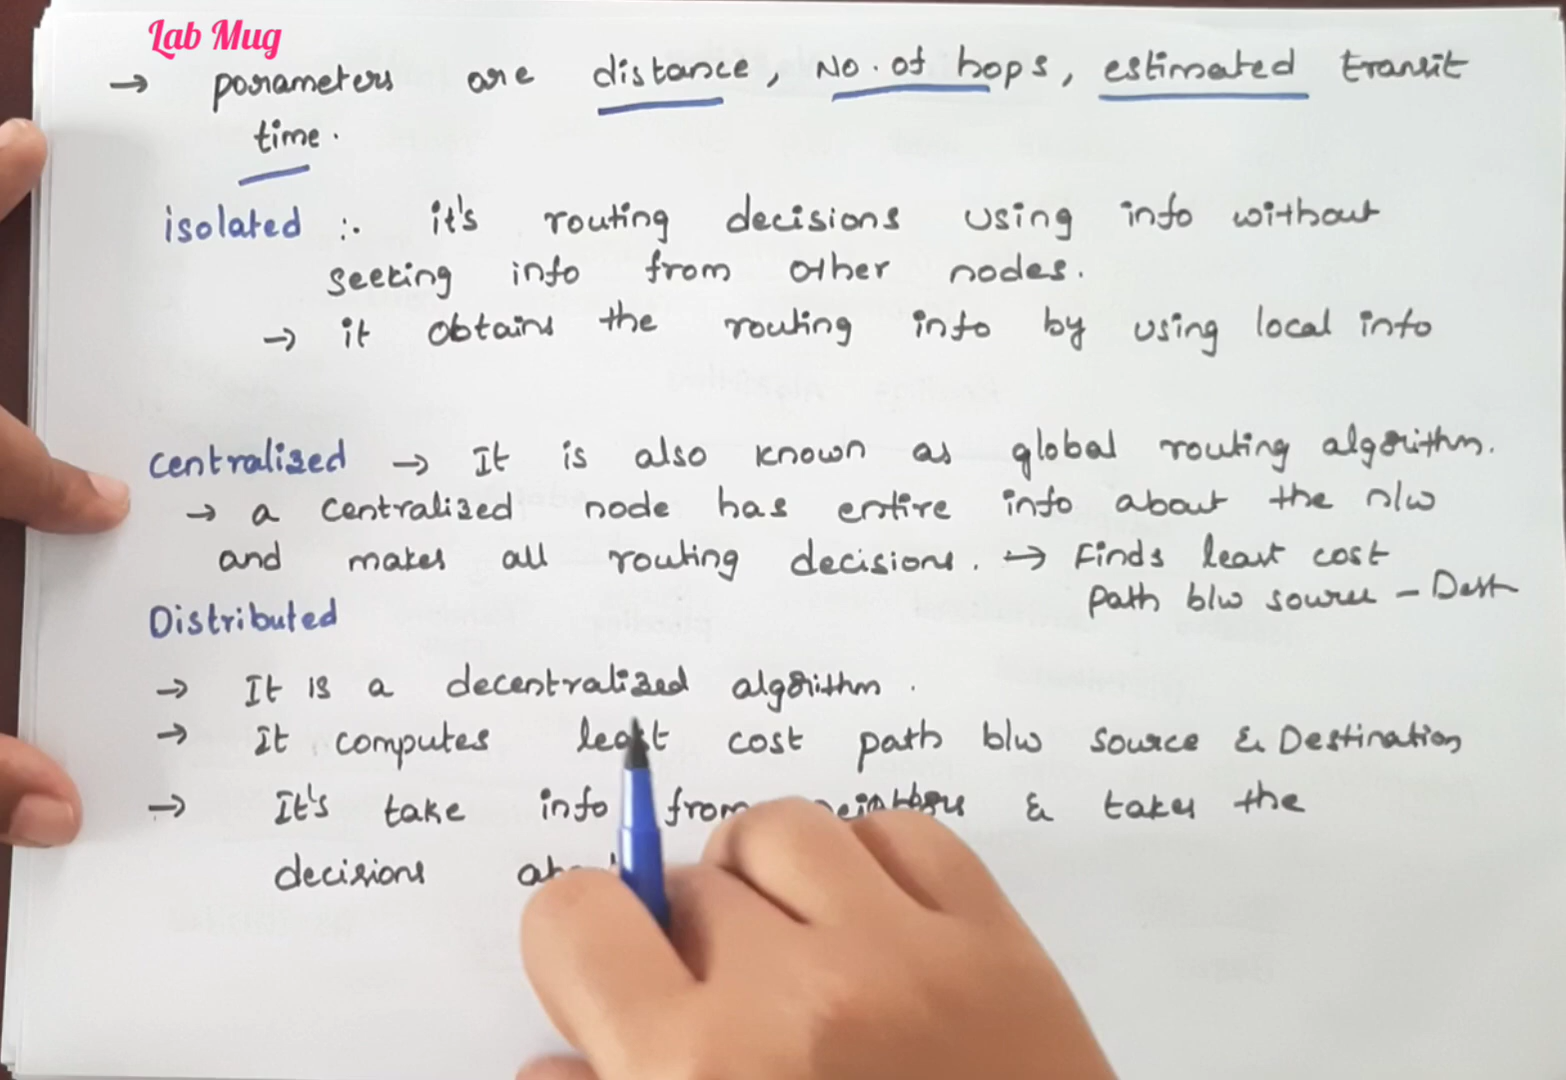 Lab Mug
→ parameters are distance, No. of hops, estimated transit
time.
isolated :. it's routing decisions using info without
seeking info from other nodes.
→ it obtains the routing info by using local info
centralized → It is also known as global routing algorithm.
→ a centralized node has entire info about the n/w
and makes all routing decisions. → Finds least cost
path b/w source - Dest
Distributed
→ It is a decentralized algorithm.
→ It computes least cost path b/w source & Destination
→ It's take info from & takes the
decisions